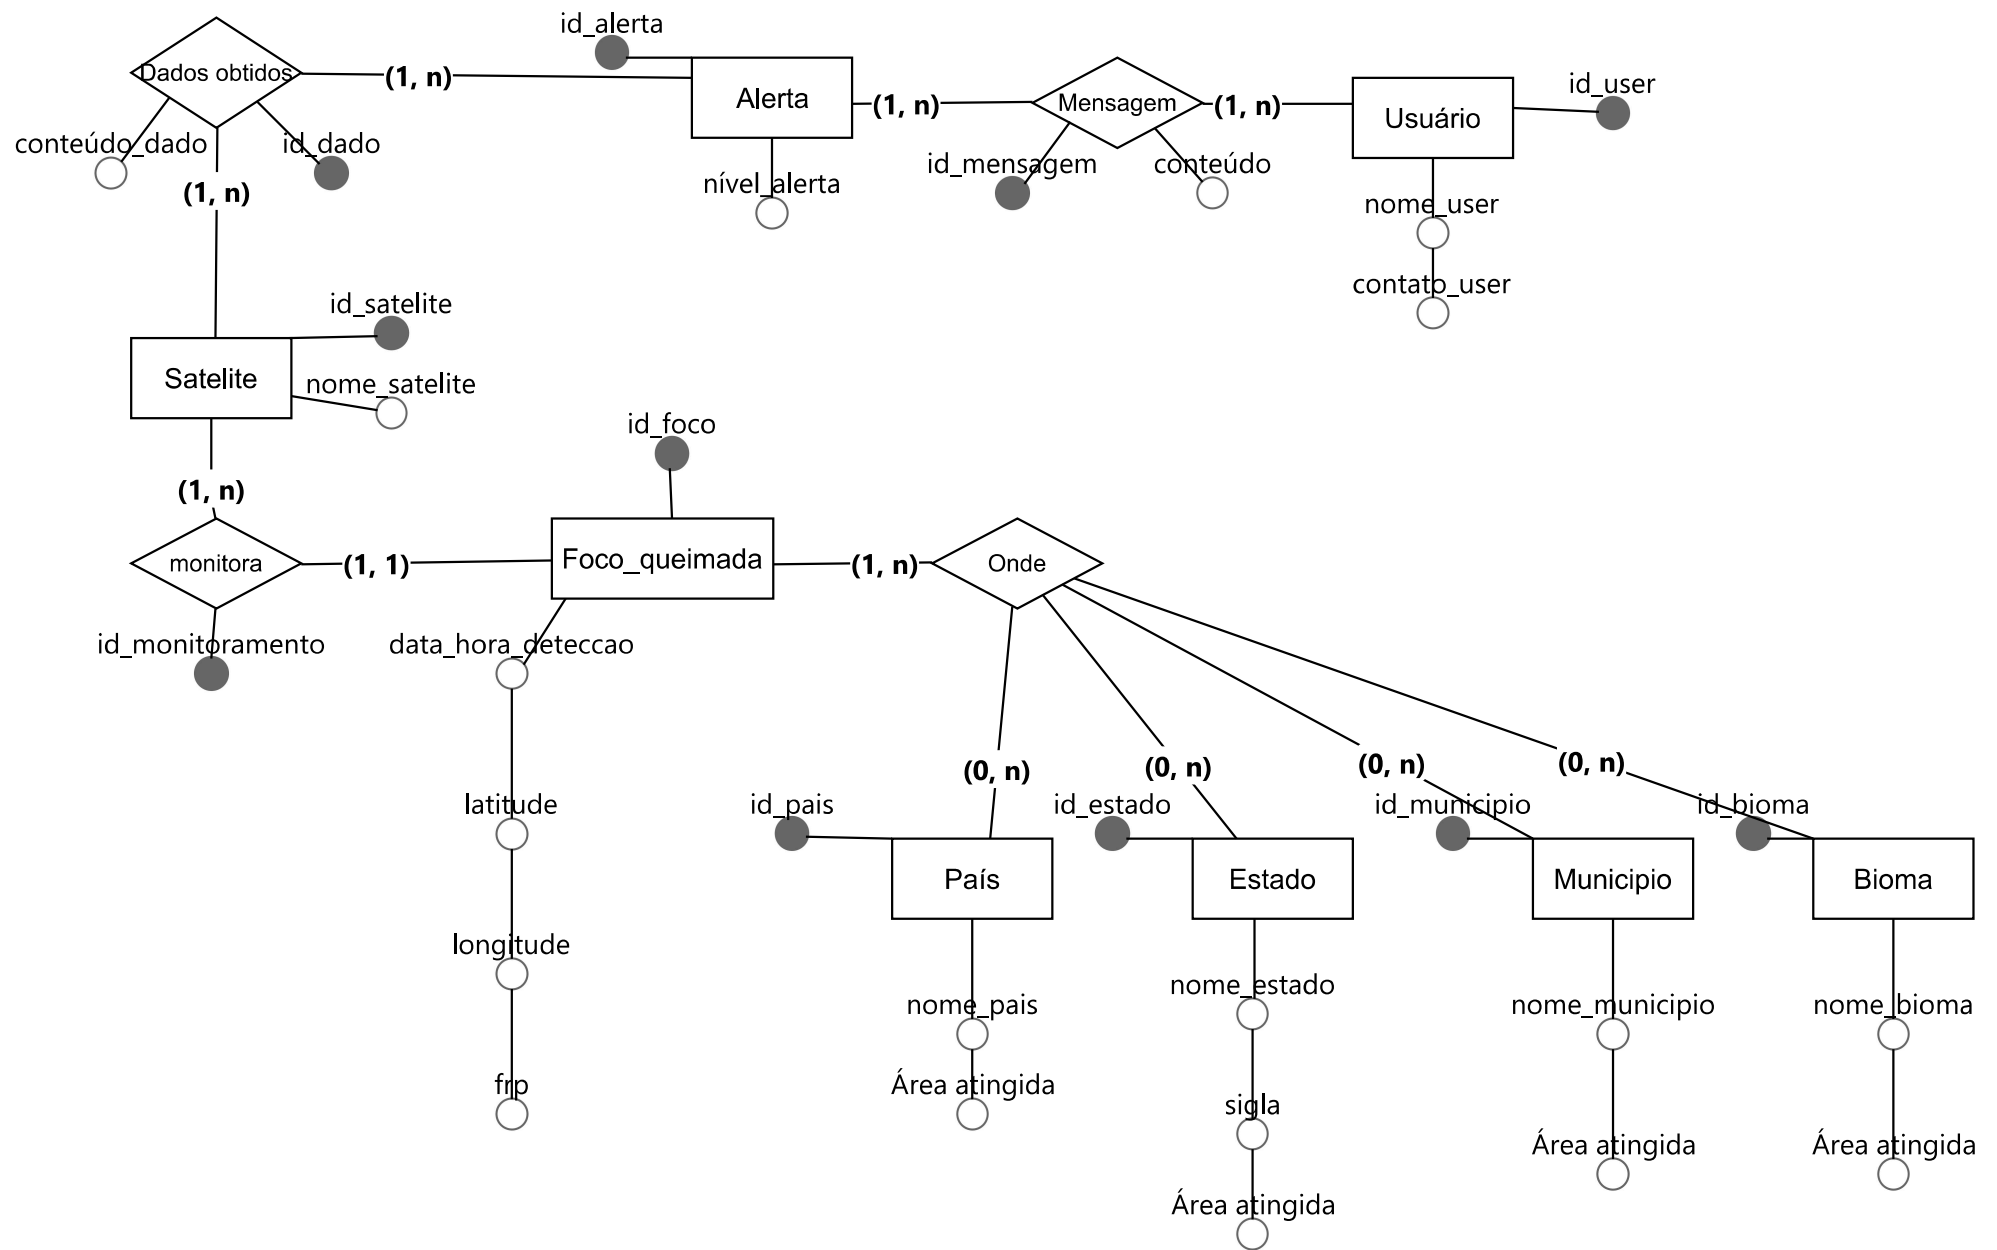 id_alerta
Dados obtidos
(1, n)
Alerta
(1, n)
Mensagem
(1, n)
Usuário
id_user
conteúdo_dado
id_dado
nível_alerta
id_mensagem
conteúdo
(1, n)
nome_user
contato_user
id_satelite
Satelite
nome_satelite
id_foco
(1, n)
monitora
(1, 1)
Foco_queimada
(1, n)
Onde
id_monitoramento
data_hora_deteccao
(0, n)
(0, n)
(0, n)
(0, n)
latitude
id_pais
id_estado
id_municipio
id_bioma
País
Estado
Municipio
Bioma
longitude
nome_pais
nome_estado
nome_municipio
nome_bioma
frp
Área atingida
sigla
Área atingida
Área atingida
Área atingida